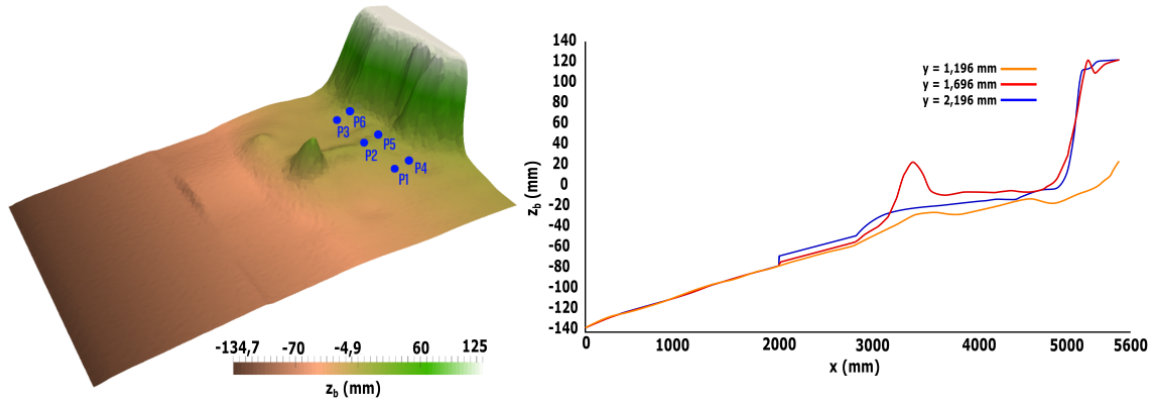 P6
P3
P5
P2
P4
P1
-134,7 -70 -4,9 60 125
z_b (mm)
140
120
100
80
60
40
20
0
-20
-40
-60
-80
-100
-120
-140
z_b (mm)
y = 1,196 mm
y = 1,696 mm
y = 2,196 mm
0 1000 2000 3000 4000 5000 5600
x (mm)